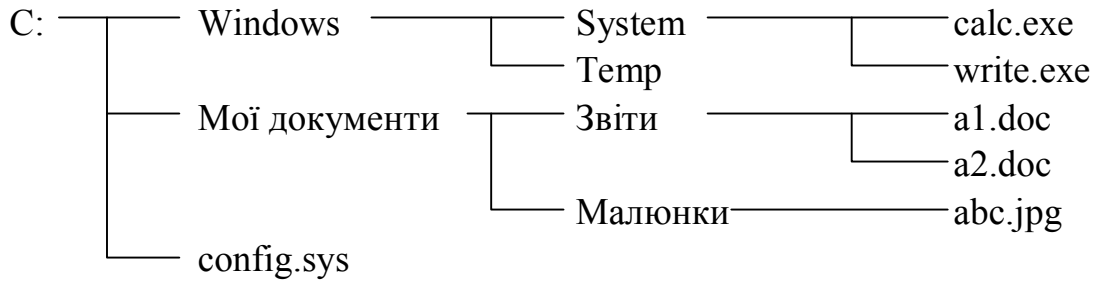 C: Windows System calc.exe
Temp write.exe
Мої документи Звіти a1.doc
a2.doc
Малюнки abc.jpg
config.sys